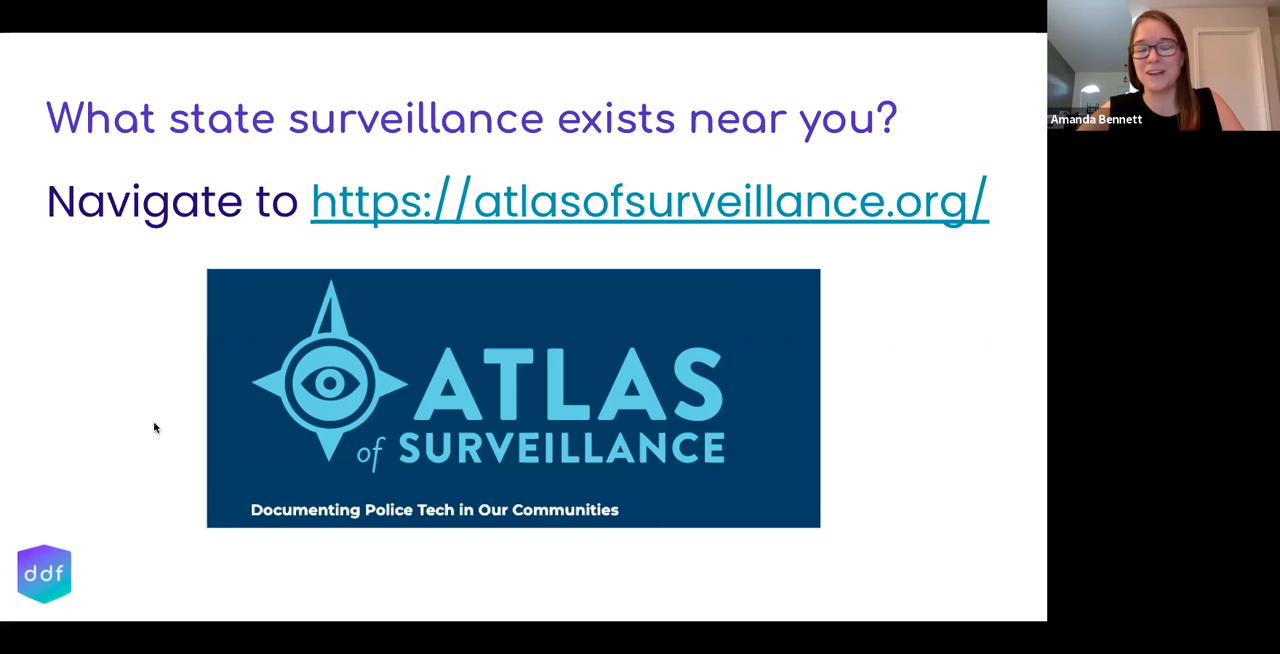 What state surveillance exists near you?
Navigate to https://atlasofsurveillance.org/
ATLAS
of SURVEILLANCE
Documenting Police Tech in Our Communities
ddf
Amanda Bennett